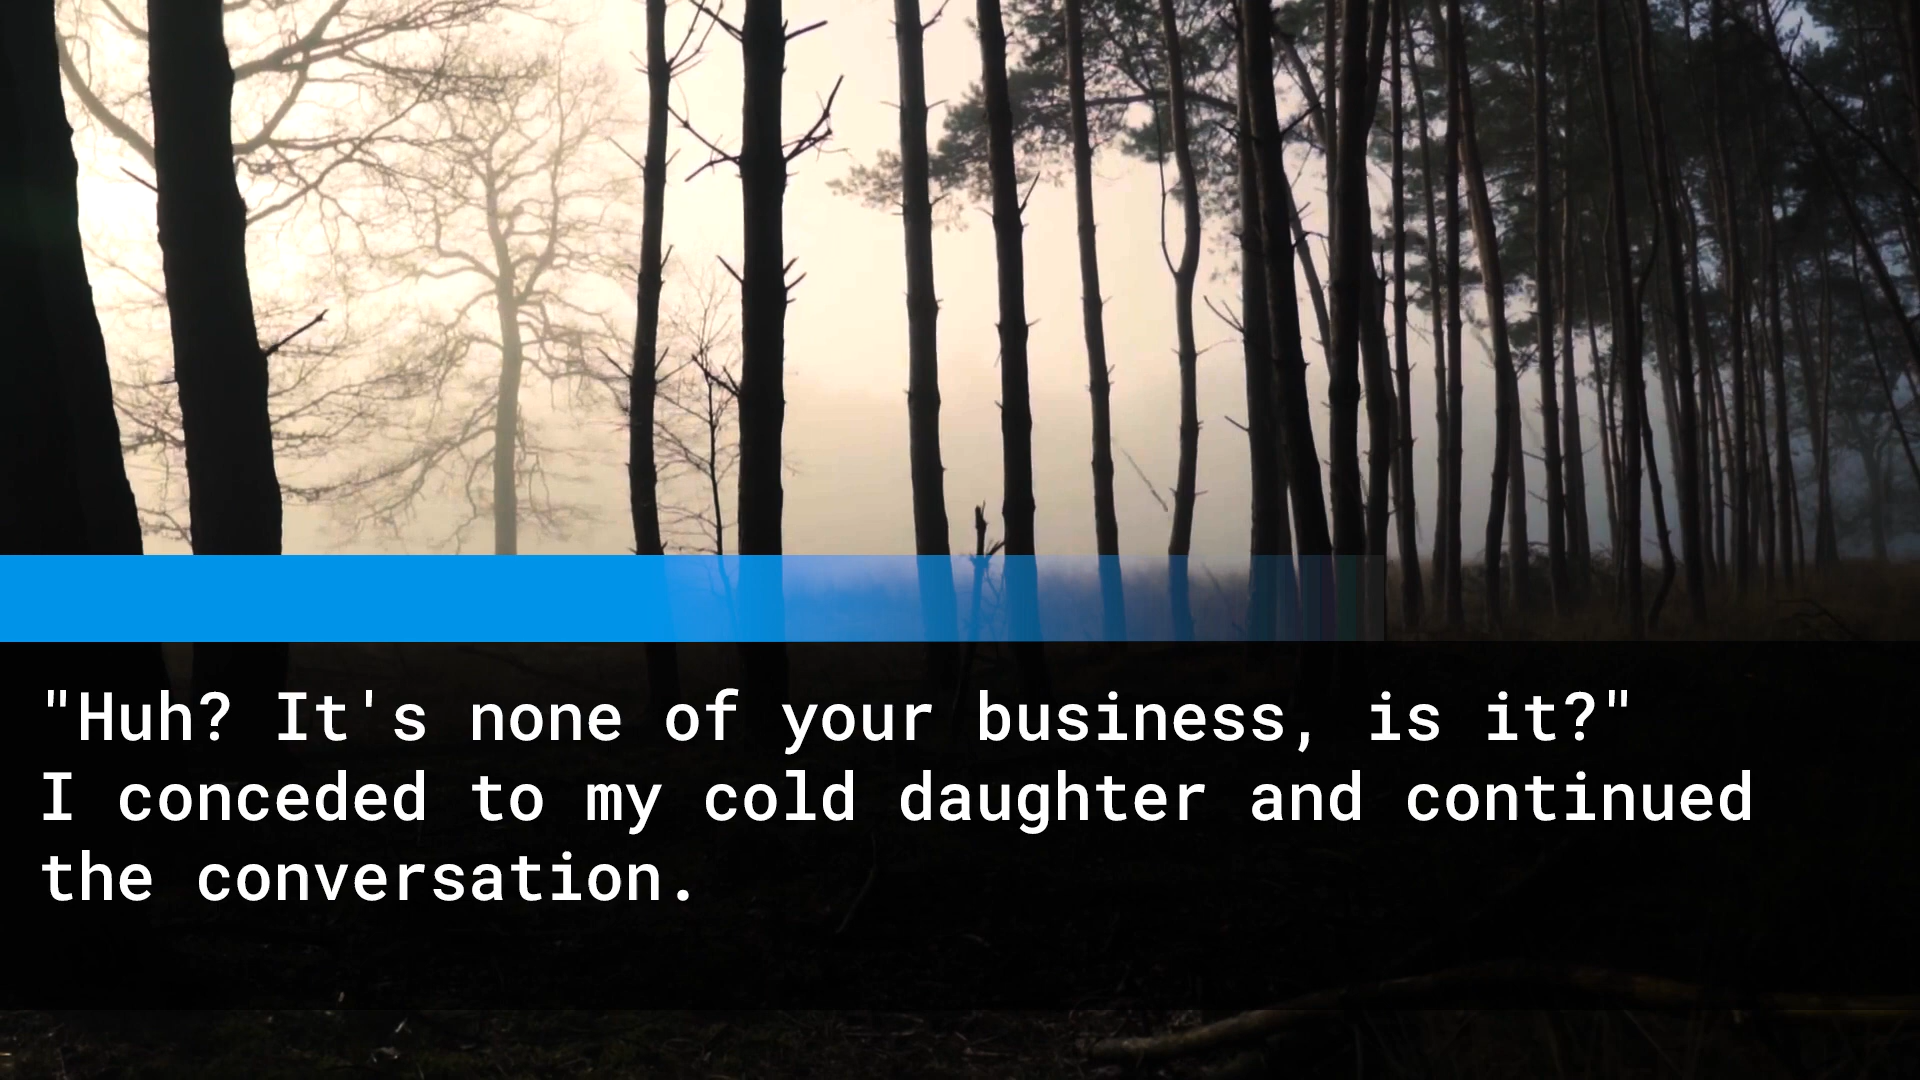 "Huh? It's none of your business, is it?"
I conceded to my cold daughter and continued
the conversation.